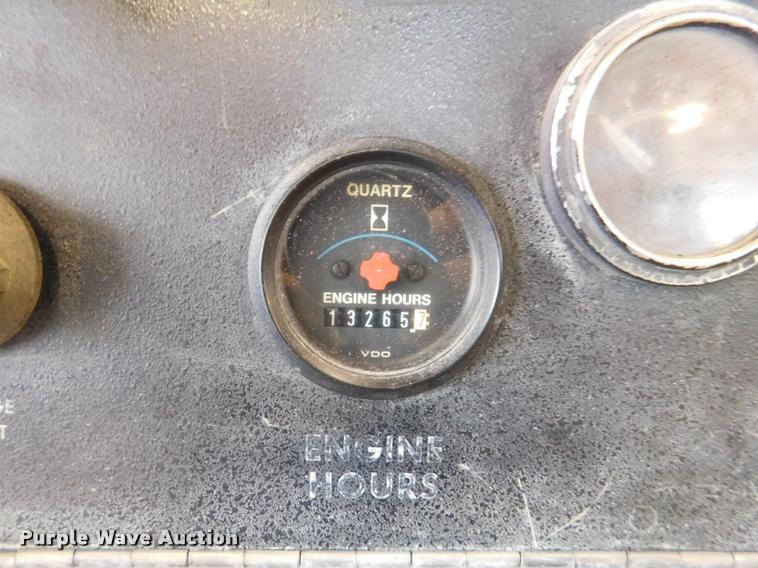 QUARTZ
ENGINE HOURS
132657
VDO
ENGINE
HOURS
Purple Wave Auction